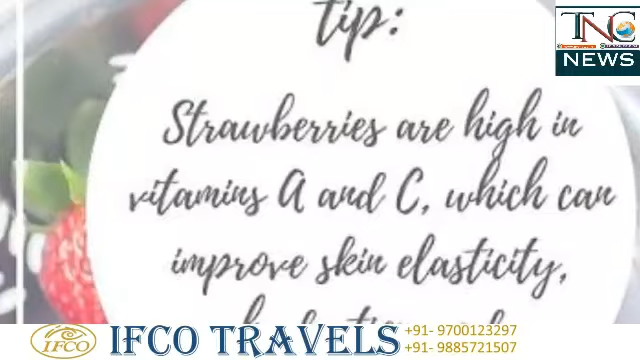 tip:
TNC
NEWS
Strawberries are high in
vitamins A and C, which can
improve skin elasticity,
IFCO
IFCO TRAVELS
+91- 9700123297
+91- 9885721507